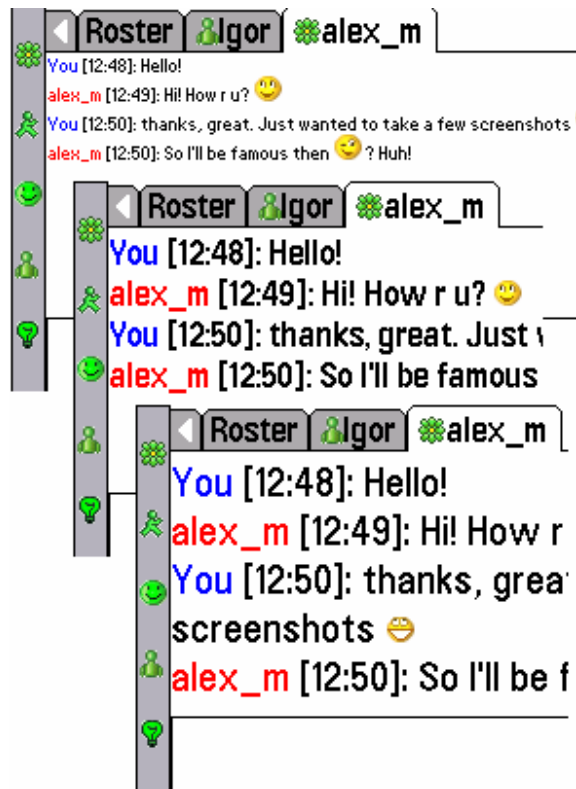 Roster Igor alex_m
You [12:48]: Hello!
alex_m [12:49]: Hi! How r u?
You [12:50]: thanks, great. Just wanted to take a few screenshots
alex_m [12:50]: So I'll be famous then ? Huh!
Roster Igor alex_m
You [12:48]: Hello!
alex_m [12:49]: Hi! How r u?
You [12:50]: thanks, great. Just
alex_m [12:50]: So I'll be famous
Roster Igor alex_m
You [12:48]: Hello!
alex_m [12:49]: Hi! How r
You [12:50]: thanks, grea
screenshots
alex_m [12:50]: So I'll be f